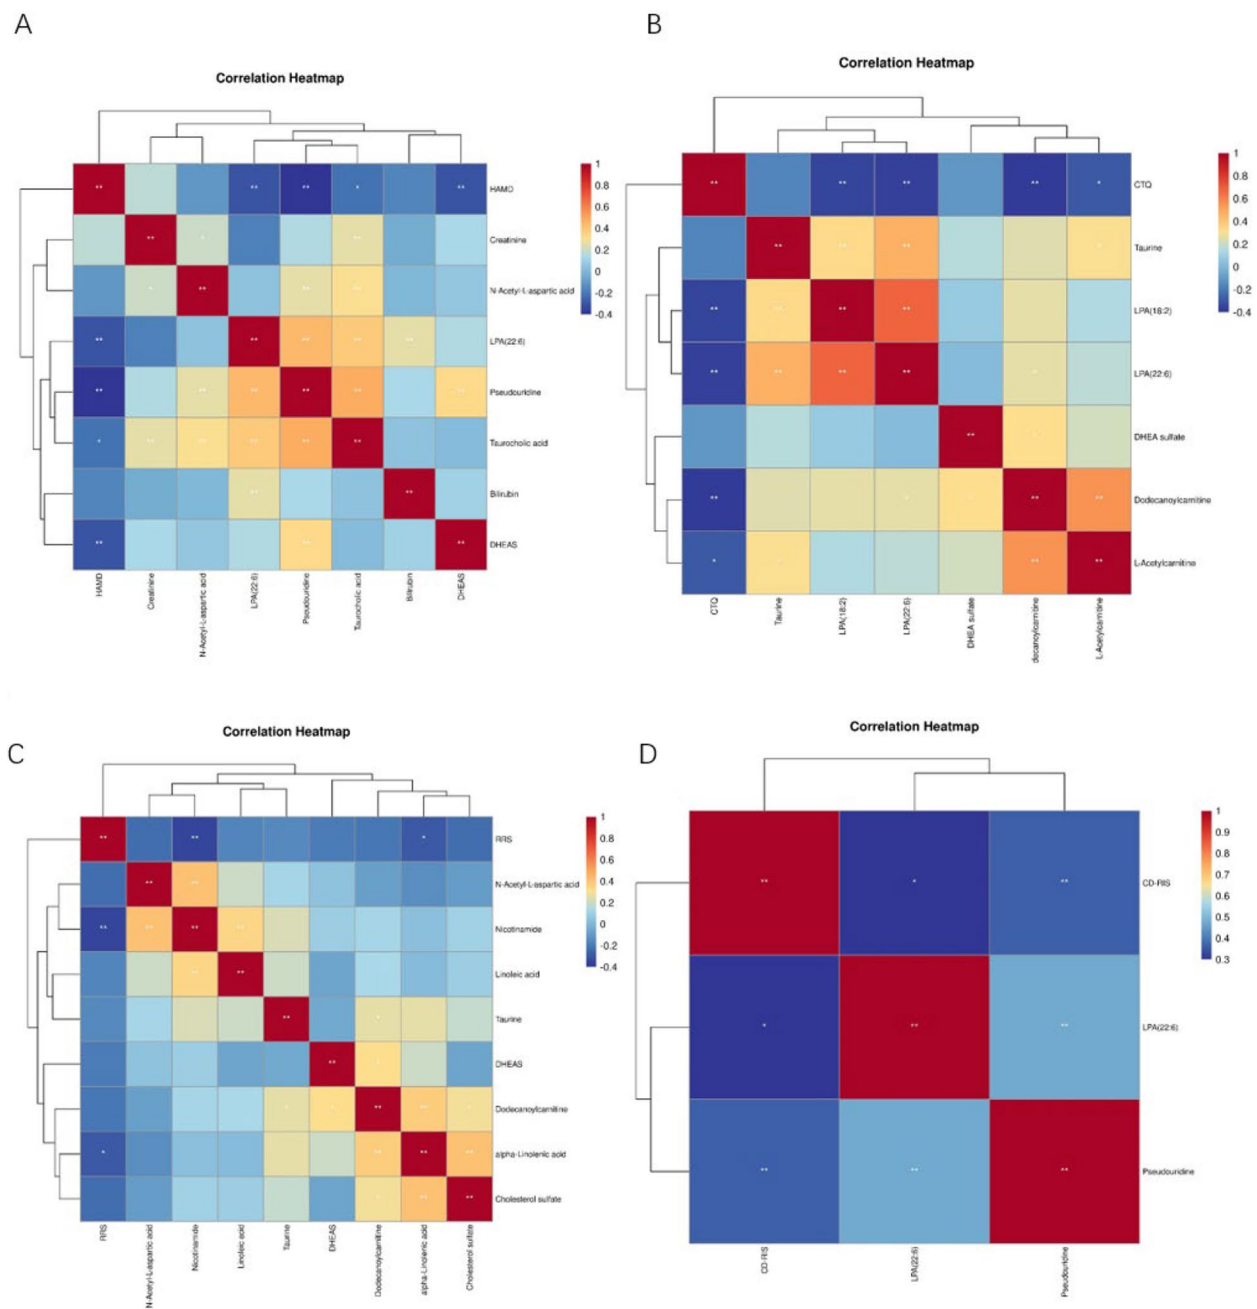 A
Correlation Heatmap
** ** ** * **
HAMD
** * **
Creatinine
* ** ** **
N-Acetyl-L-aspartic acid
** ** ** ** **
LPA(22:6)
** ** ** ** ** **
Pseudouridine
* ** ** ** ** **
Taurocholic acid
** **
Bilirubin
** ** **
DHEAS
1
0.8
0.6
0.4
0.2
0
-0.2
-0.4
HAMD
Creatinine
N-Acetyl-L-aspartic acid
LPA(22:6)
Pseudouridine
Taurocholic acid
Bilirubin
DHEAS
B
Correlation Heatmap
** ** ** ** *
CTQ
** ** ** *
Taurine
** ** ** **
LPA(18:2)
** ** ** ** *
LPA(22:6)
** *
DHEA sulfate
** * * ** **
Dodecanoylcarnitine
* * ** **
L-Acetylcarnitine
1
0.8
0.6
0.4
0.2
0
-0.2
-0.4
CTQ
Taurine
LPA(18:2)
LPA(22:6)
DHEA sulfate
decanoylcarnitine
L-Acetylcarnitine
C
Correlation Heatmap
** ** *
RRS
** **
N-Acetyl-L-aspartic acid
** ** ** **
Nicotinamide
** **
Linoleic acid
** *
Taurine
** *
DHEAS
* * ** ** *
Dodecanoylcarnitine
* ** ** **
alpha-Linolenic acid
* ** **
Cholesterol sulfate
1
0.8
0.6
0.4
0.2
0
-0.2
-0.4
RRS
N-Acetyl-L-aspartic acid
Nicotinamide
Linoleic acid
Taurine
DHEAS
Dodecanoylcarnitine
alpha-Linolenic acid
Cholesterol sulfate
D
Correlation Heatmap
** * **
CD-RIS
* ** **
LPA(22:6)
** ** **
Pseudouridine
1
0.9
0.8
0.7
0.6
0.5
0.4
0.3
CD-RIS
LPA(22:6)
Pseudouridine